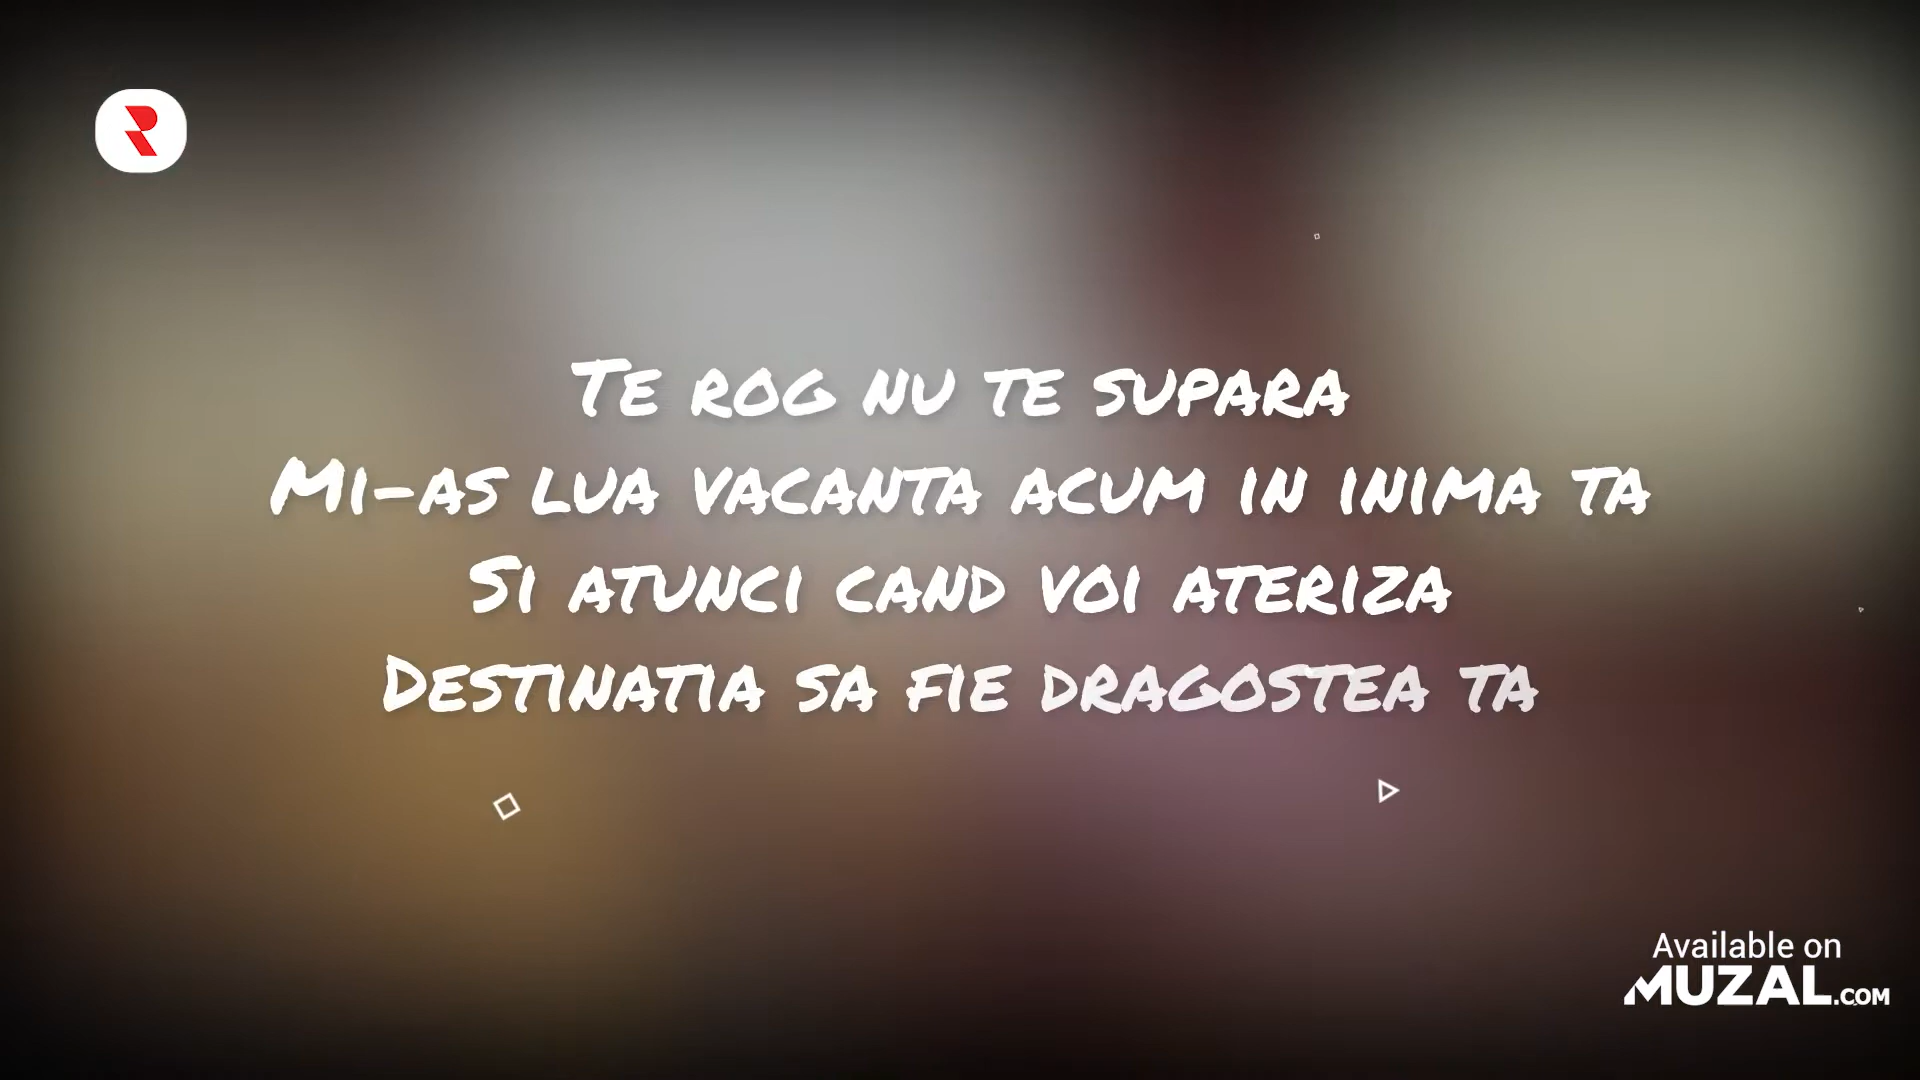 Te rog nu te supara
Mi-as lua vacanta acum in inima ta
Si atunci cand voi ateriza
Destinatia sa fie dragostea ta
Available on
MUZAL.COM